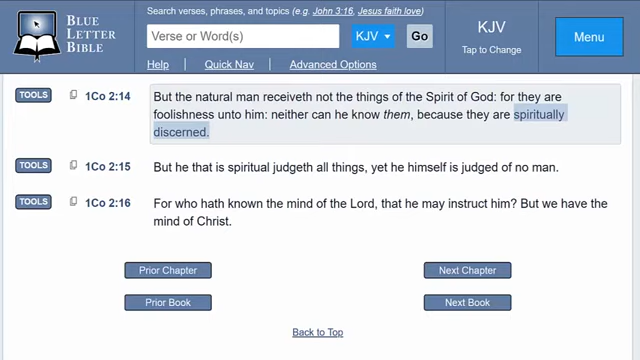 BLUE
LETTER
BIBLE
Search verses, phrases, and topics (e.g. John 3:16, Jesus faith love)
Verse or Word(s)
KJV
Go
Help
Quick Nav
Advanced Options
KJV
Tap to Change
Menu
TOOLS 1Co 2:14 But the natural man receiveth not the things of the Spirit of God: for they are
foolishness unto him: neither can he know them, because they are spiritually
discerned.
TOOLS 1Co 2:15 But he that is spiritual judgeth all things, yet he himself is judged of no man.
TOOLS 1Co 2:16 For who hath known the mind of the Lord, that he may instruct him? But we have the
mind of Christ.
Prior Chapter Next Chapter
Prior Book Next Book
Back to Top